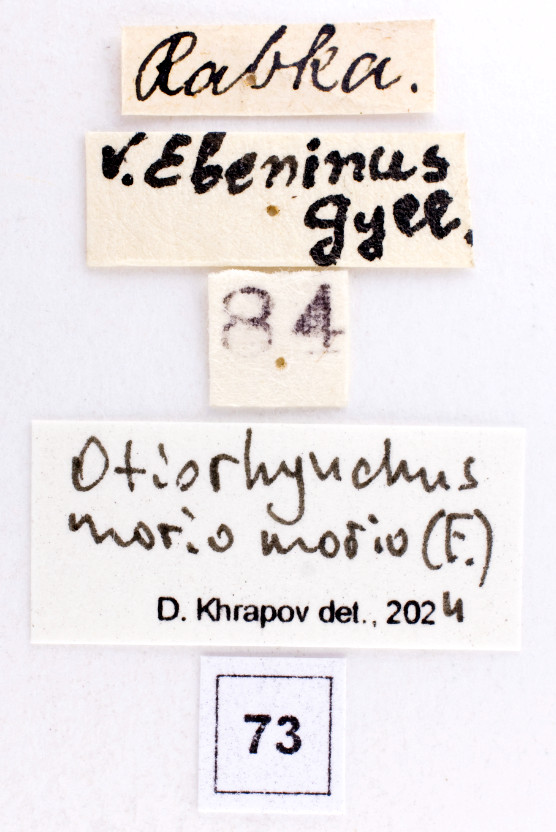 Rabka.
v. Ebeninus
Gyll.
84
Otiorhynchus
morio morio (F.)
D. Khrapov det., 2024
73